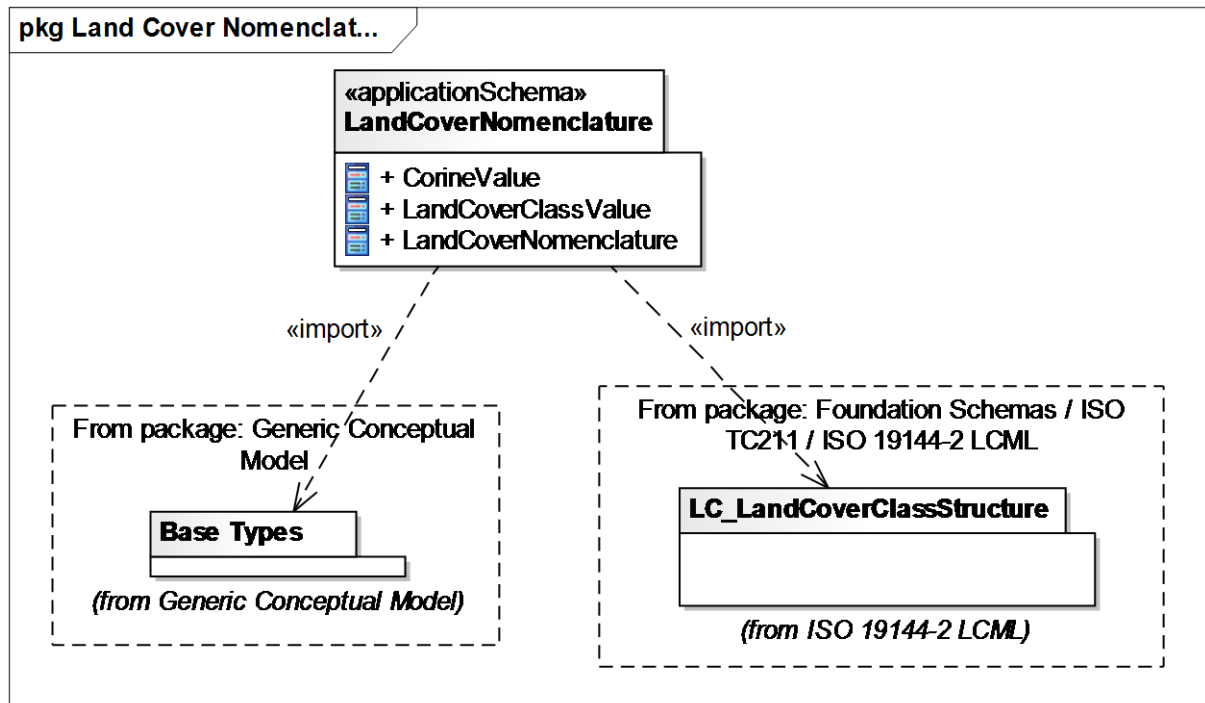 pkg Land Cover Nomenclat...
«applicationSchema»
LandCoverNomenclature
+ CorineValue
+ LandCoverClassValue
+ LandCoverNomenclature
«import»
«import»
From package: Generic Conceptual
Model
Base Types
(from Generic Conceptual Model)
From package: Foundation Schemas / ISO
TC211 / ISO 19144-2 LCML
LC_LandCoverClassStructure
(from ISO 19144-2 LCML)